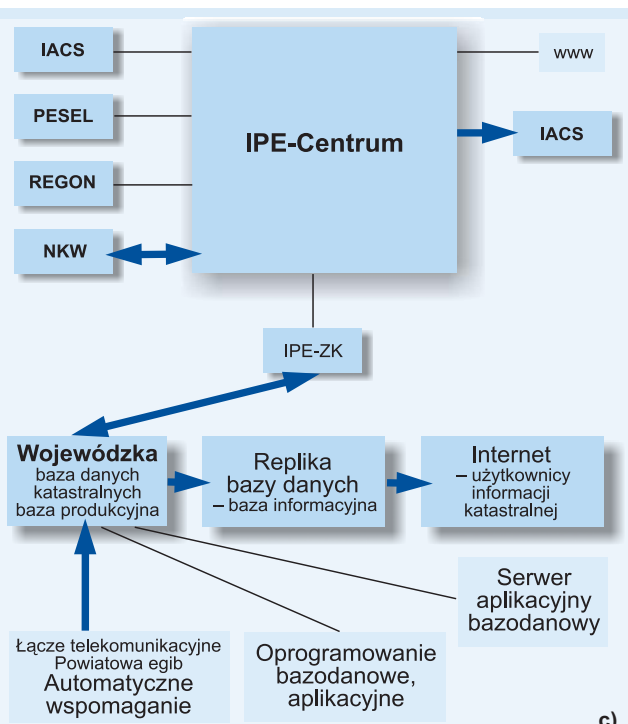 IACS
PESEL
REGON
NKW
IPE-Centrum
www
IACS
IPE-ZK
Wojewódzka
baza danych
katastralnych
baza produkcyjna
Replika
bazy danych
– baza informacyjna
Internet
– użytkownicy
informacji
katastralnej
Łącze telekomunikacyjne
Powiatowa egib
Automatyczne
wspomaganie
Oprogramowanie
bazodanowe,
aplikacyjne
Serwer
aplikacyjny
bazodanowy
c)